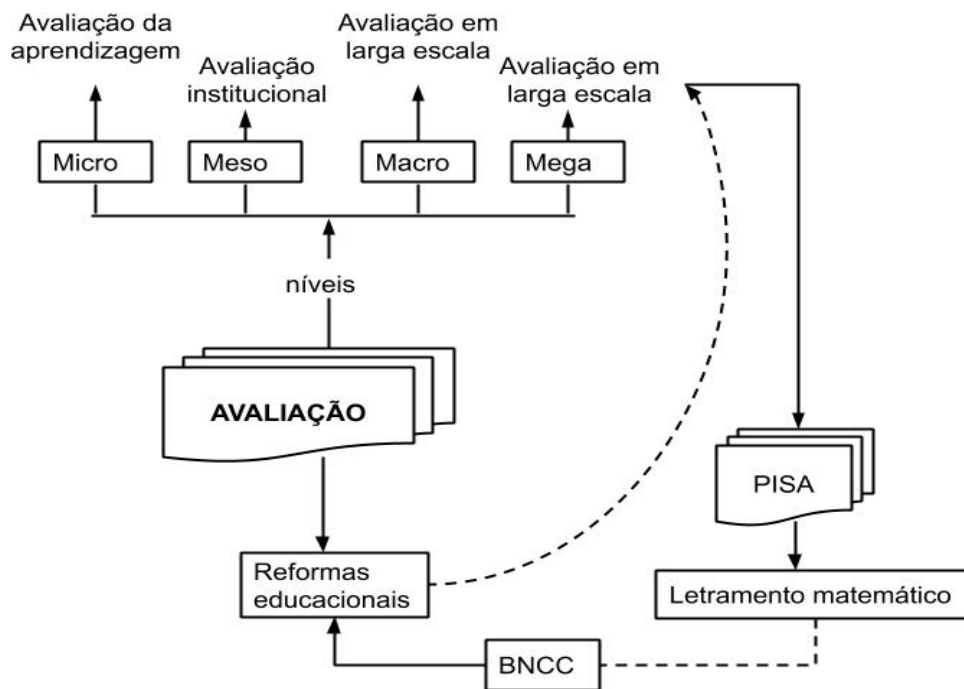 Avaliação da
aprendizagem
Avaliação
institucional
Avaliação em
larga escala
Avaliação em
larga escala
Micro
Meso
Macro
Mega
níveis
AVALIAÇÃO
PISA
Reformas
educacionais
Letramento matemático
BNCC